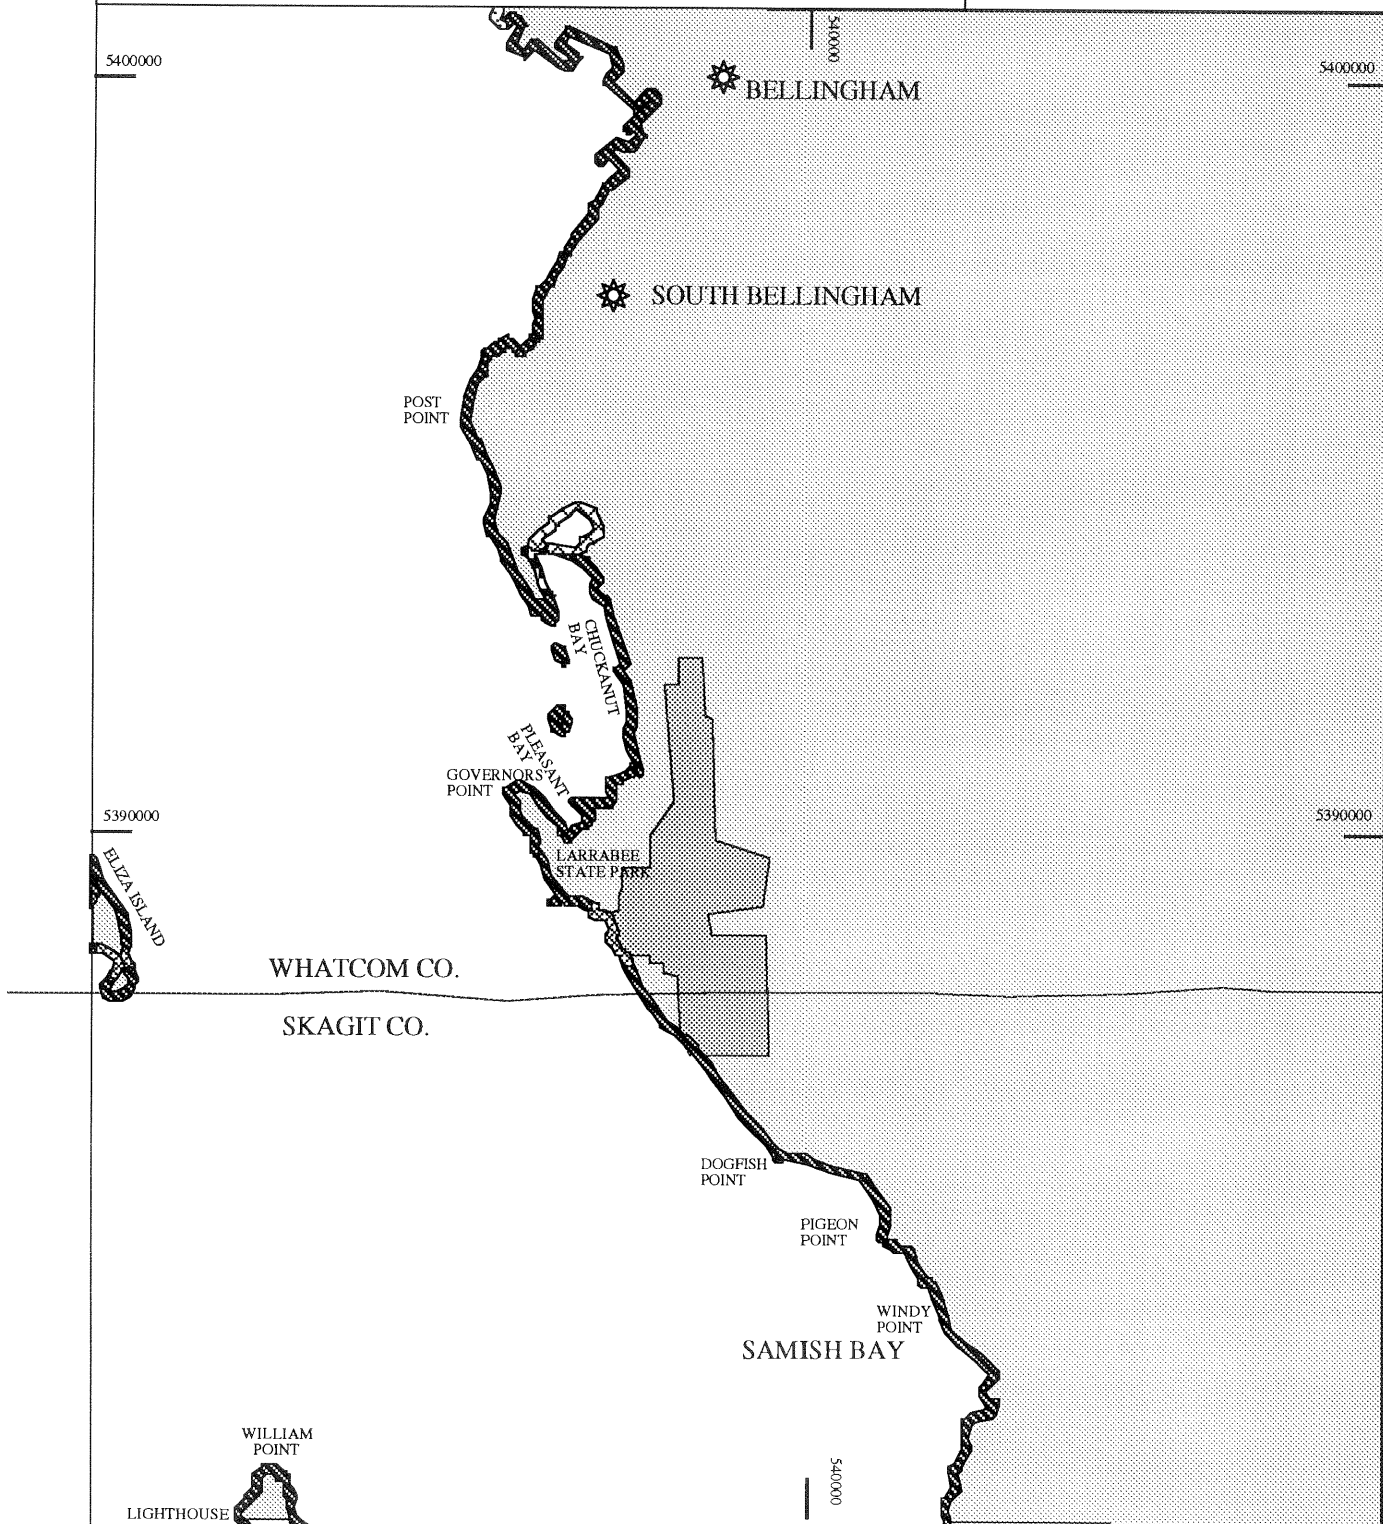 540000
5400000
5400000
BELLINGHAM
SOUTH BELLINGHAM
POST
POINT
CHUCKANUT
BAY
PLEASANT
BAY
GOVERNORS
POINT
5390000
5390000
ELIZA ISLAND
LARRABEE
STATE PARK
WHATCOM CO.
SKAGIT CO.
DOGFISH
POINT
PIGEON
POINT
WINDY
POINT
SAMISH BAY
WILLIAM
POINT
540000
LIGHTHOUSE